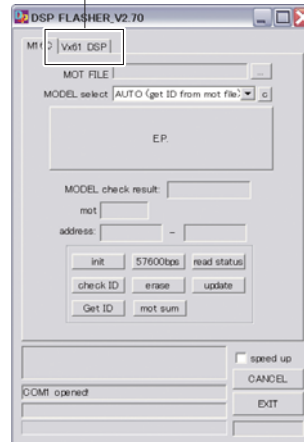 DSP FLASHER_V2.70
Vx61 DSP
MOT FILE ...
MODEL select AUTO (get ID from mot file) c
E.P.
MODEL check result:
mot
address: –
init 57600bps read status
check ID erase update
Get ID mot sum
speed up
CANCEL
COM1 opened!
EXIT